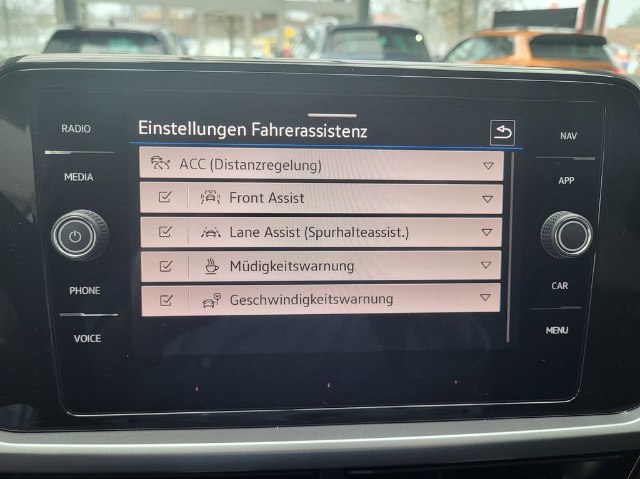 Einstellungen Fahrerassistenz
RADIO
MEDIA
PHONE
VOICE
ACC (Distanzregelung)
Front Assist
Lane Assist (Spurhalteassist.)
Müdigkeitswarnung
Geschwindigkeitswarnung
NAV
APP
CAR
MENU